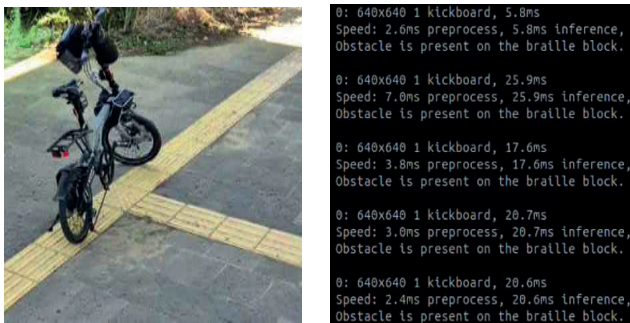 0: 640x640 1 kickboard, 5.8ms
Speed: 2.6ms preprocess, 5.8ms inference,
Obstacle is present on the braille block.
0: 640x640 1 kickboard, 25.9ms
Speed: 7.0ms preprocess, 25.9ms inference,
Obstacle is present on the braille block.
0: 640x640 1 kickboard, 17.6ms
Speed: 3.8ms preprocess, 17.6ms inference,
Obstacle is present on the braille block.
0: 640x640 1 kickboard, 20.7ms
Speed: 3.0ms preprocess, 20.7ms inference,
Obstacle is present on the braille block.
0: 640x640 1 kickboard, 20.6ms
Speed: 2.4ms preprocess, 20.6ms inference,
Obstacle is present on the braille block.